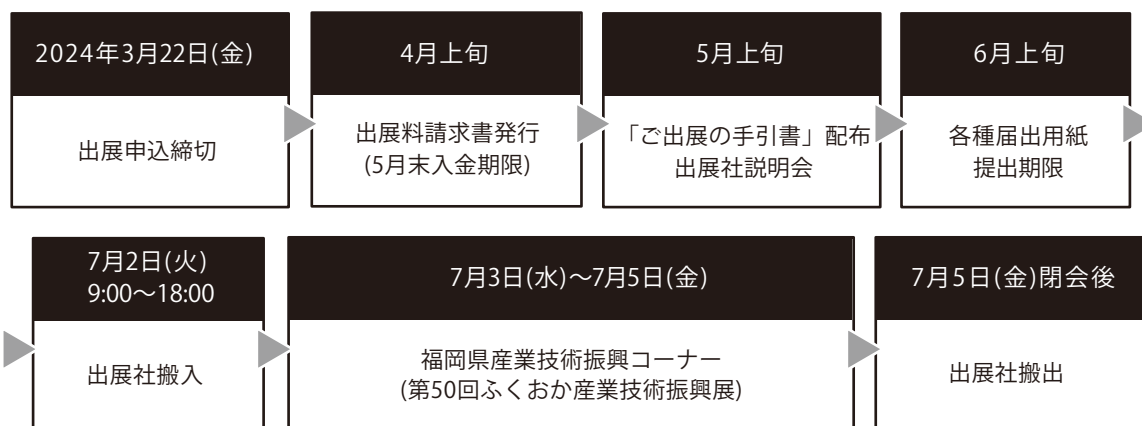 2024年3月22日(金)
出展申込締切
4月上旬
出展料請求書発行
(5月末入金期限)
5月上旬
「ご出展の手引書」配布
出展社説明会
6月上旬
各種届出用紙
提出期限
7月2日(火)
9:00～18:00
出展社搬入
7月3日(水)～7月5日(金)
福岡県産業技術振興コーナー
(第50回ふくおか産業技術振興展)
7月5日(金)閉会後
出展社搬出